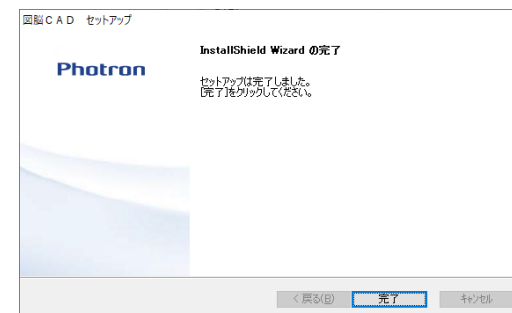 図脳CAD セットアップ
Photron
InstallShield Wizard の完了
セットアップは完了しました。
[完了]をクリックしてください。
< 戻る(B)
完了
キャンセル